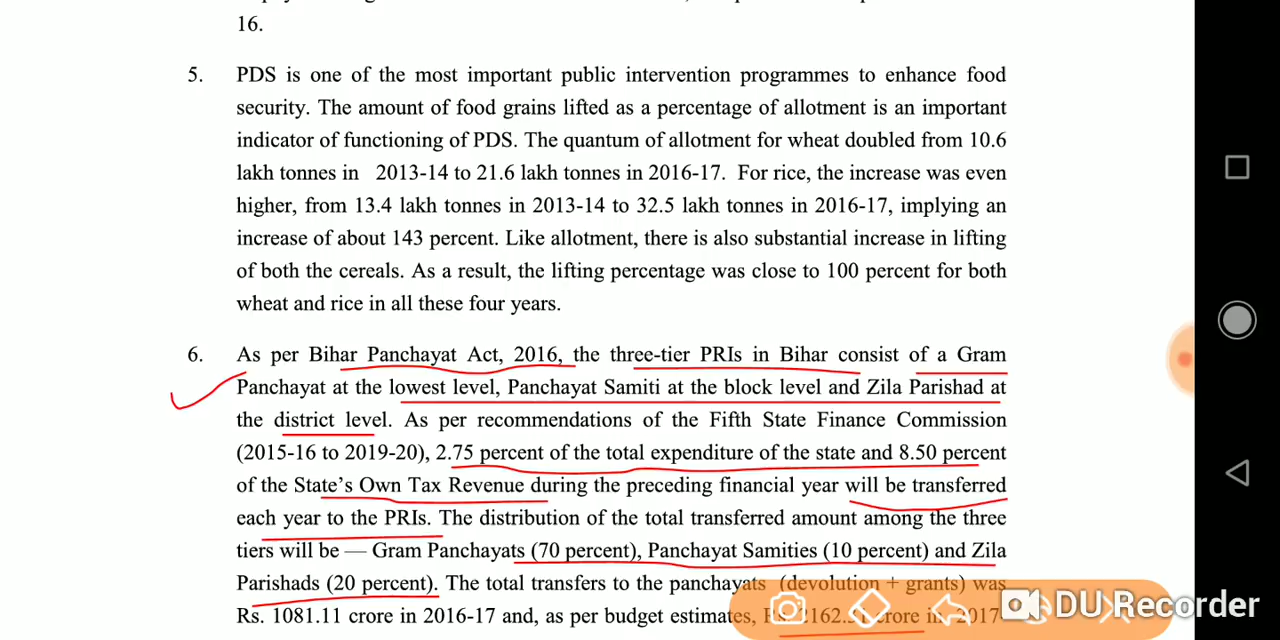 16.
5. PDS is one of the most important public intervention programmes to enhance food
security. The amount of food grains lifted as a percentage of allotment is an important
indicator of functioning of PDS. The quantum of allotment for wheat doubled from 10.6
lakh tonnes in 2013-14 to 21.6 lakh tonnes in 2016-17. For rice, the increase was even
higher, from 13.4 lakh tonnes in 2013-14 to 32.5 lakh tonnes in 2016-17, implying an
increase of about 143 percent. Like allotment, there is also substantial increase in lifting
of both the cereals. As a result, the lifting percentage was close to 100 percent for both
wheat and rice in all these four years.
6. As per Bihar Panchayat Act, 2016, the three-tier PRIs in Bihar consist of a Gram
Panchayat at the lowest level, Panchayat Samiti at the block level and Zila Parishad at
the district level. As per recommendations of the Fifth State Finance Commission
(2015-16 to 2019-20), 2.75 percent of the total expenditure of the state and 8.50 percent
of the State's Own Tax Revenue during the preceding financial year will be transferred
each year to the PRIs. The distribution of the total transferred amount among the three
tiers will be — Gram Panchayats (70 percent), Panchayat Samities (10 percent) and Zila
Parishads (20 percent). The total transfers to the panchayats (devolution + grants) was
Rs. 1081.11 crore in 2016-17 and, as per budget estimates, crore in 2017-
DU Recorder